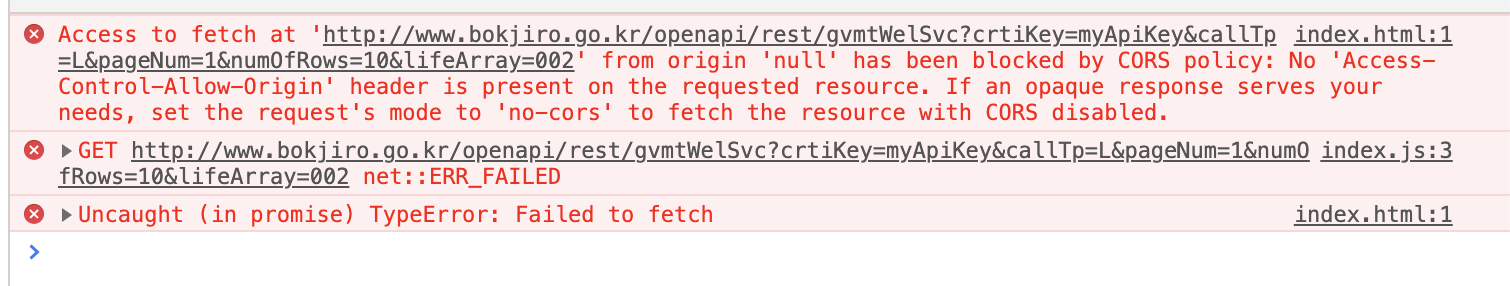 Access to fetch at 'http://www.bokjiro.go.kr/openapi/rest/gvmtWelSvc?crtiKey=myApiKey&callTp index.html:1
=L&pageNum=1&numOfRows=10&lifeArray=002' from origin 'null' has been blocked by CORS policy: No 'Access-
Control-Allow-Origin' header is present on the requested resource. If an opaque response serves your
needs, set the request's mode to 'no-cors' to fetch the resource with CORS disabled.
GET http://www.bokjiro.go.kr/openapi/rest/gvmtWelSvc?crtiKey=myApiKey&callTp=L&pageNum=1&numO index.js:3
fRows=10&lifeArray=002 net::ERR_FAILED
Uncaught (in promise) TypeError: Failed to fetch index.html:1